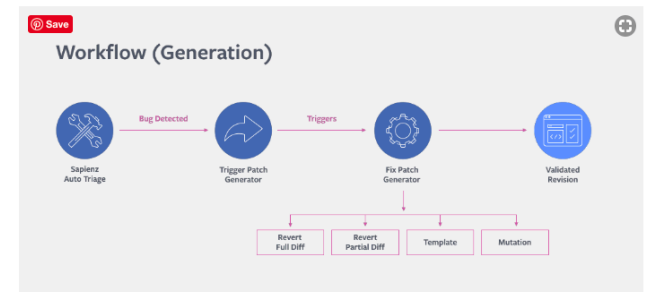 Save
Workflow (Generation)
Bug Detected
Triggers
Sapienz
Auto Triage
Trigger Patch
Generator
Fix Patch
Generator
Validated
Revision
Revert
Full Diff
Revert
Partial Diff
Template
Mutation